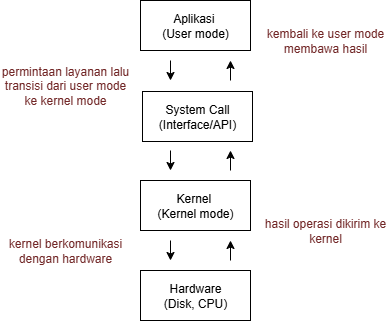 Aplikasi
(User mode)
kembali ke user mode
membawa hasil
permintaan layanan lalu
transisi dari user mode
ke kernel mode
System Call
(Interface/API)
Kernel
(Kernel mode)
hasil operasi dikirim ke
kernel
kernel berkomunikasi
dengan hardware
Hardware
(Disk, CPU)